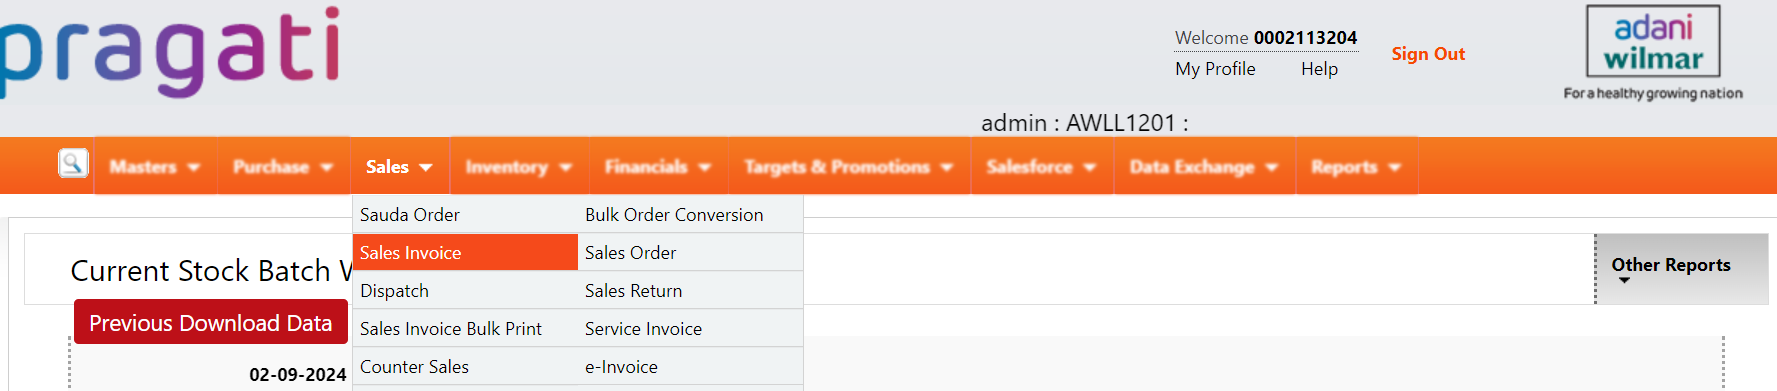 pragati
Welcome 0002113204
My Profile Help
Sign Out
adani
wilmar
For a healthy growing nation
admin : AWLL1201 :
Masters Purchase Sales Inventory Financials Targets & Promotions Salesforce Data Exchange Reports
Sauda Order Bulk Order Conversion
Sales Invoice Sales Order
Dispatch Sales Return
Sales Invoice Bulk Print Service Invoice
Counter Sales e-Invoice
Current Stock Batch
Other Reports
Previous Download Data
02-09-2024